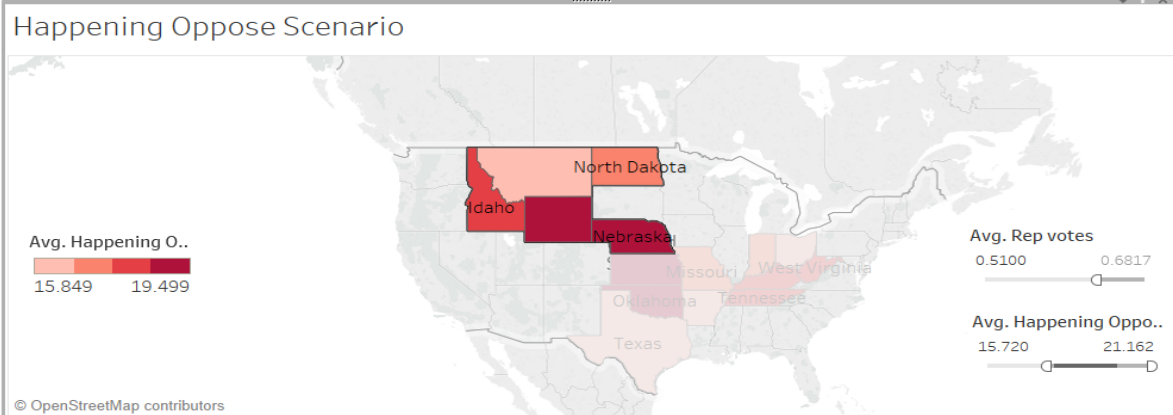 Happening Oppose Scenario
North Dakota
Idaho
Nebraska
Avg. Happening O..
15.849 19.499
Missouri
West Virginia
Oklahoma
Tennessee
Texas
Avg. Rep votes
0.5100 0.6817
Avg. Happening Oppo..
15.720 21.162
© OpenStreetMap contributors